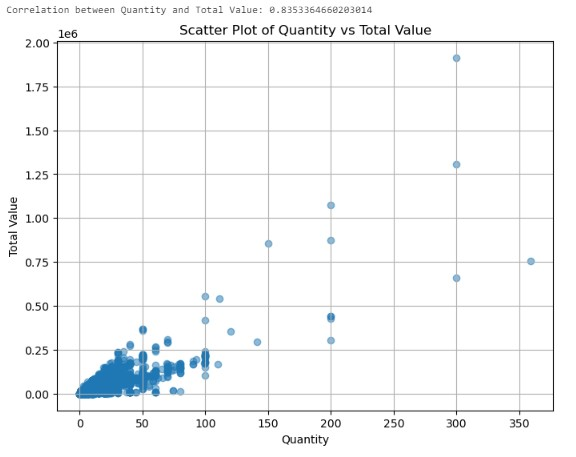 Correlation between Quantity and Total Value: 0.8353364660203014
Scatter Plot of Quantity vs Total Value
1e6
2.00
1.75
1.50
1.25
1.00
0.75
0.50
0.25
0.00
Total Value
0 50 100 150 200 250 300 350
Quantity